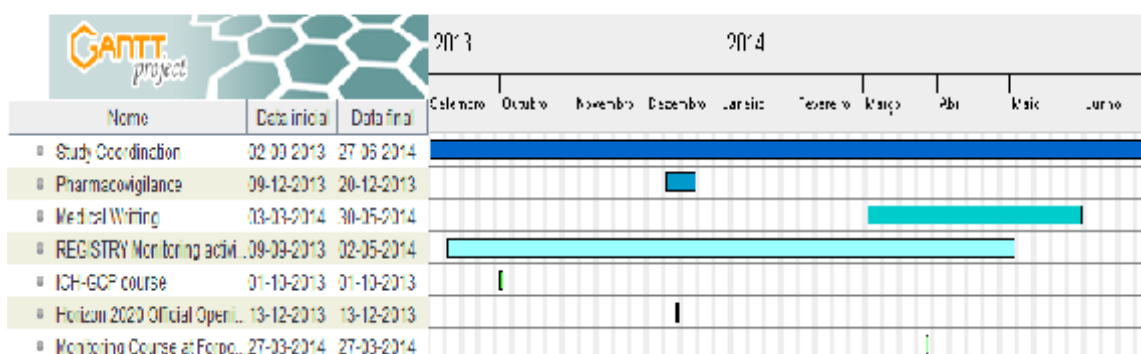 GANTT project
2013 2014
Setembro Outubro Novembro Dezembro Janeiro Fevereiro Março Abril Maio Junho
Nome Data inicial Data final
Study Coordination 02-09-2013 27-06-2014
Pharmacovigilance 09-12-2013 20-12-2013
Medical Writting 03-03-2014 30-05-2014
REGISTRY Monitoring activi... 09-09-2013 02-05-2014
ICH-GCP course 01-10-2013 01-10-2013
Horizon 2020 Official Openi... 13-12-2013 13-12-2013
Monitoring Course at Forpo... 27-03-2014 27-03-2014